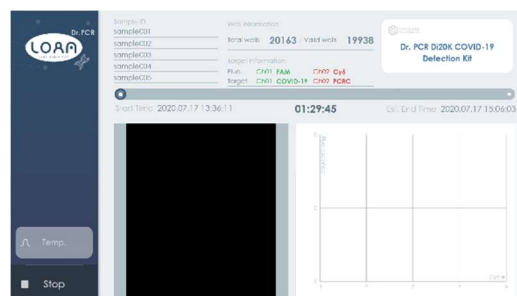 Dr. PCR
LOAA
Sample ID
sample001
sample002
sample003
sample004
sample005
Well Information
Total wells 20163 Valid wells 19938
Target Information
Fluo. Ch01 FAM Ch02 Cy5
Target Ch01 COVID-19 Ch02 PCRC
Dr. PCR Di20K COVID-19
Detection Kit
Start Time 2020.07.17 13:36:11
01:29:45
Est. End Time 2020.07.17 15:06:03
Temp.
Stop
Cycle